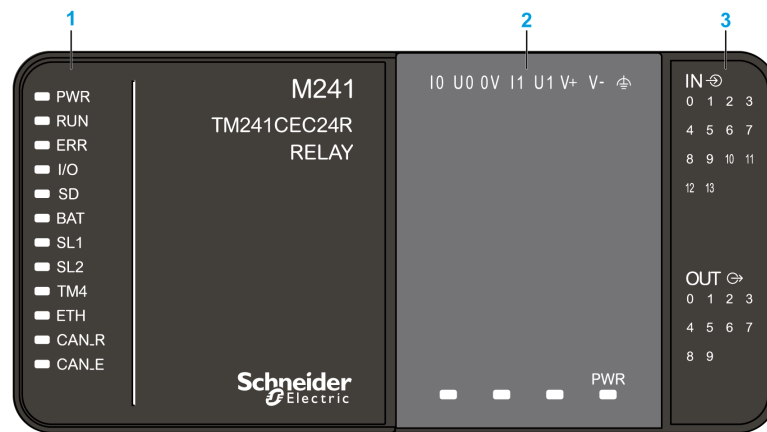 1
2
3
PWR
RUN
ERR
I/O
SD
BAT
SL1
SL2
TM4
ETH
CAN_R
CAN_E
M241
TM241CEC24R
RELAY
Schneider
Electric
I0 U0 0V I1 U1 V+ V-
PWR
IN
0 1 2 3
4 5 6 7
8 9 10 11
12 13
OUT
0 1 2 3
4 5 6 7
8 9